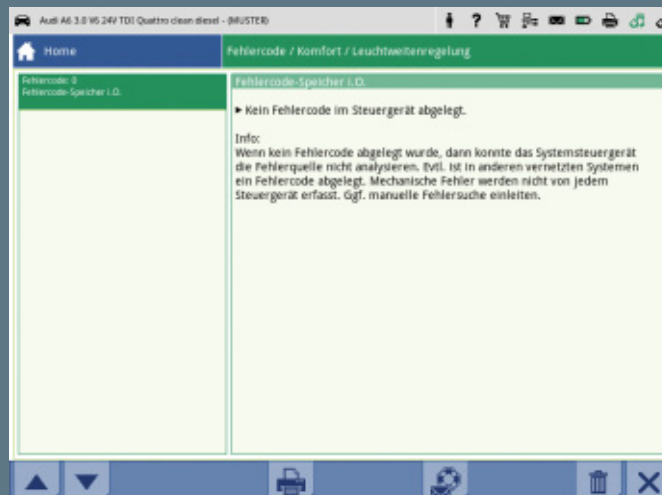 Audi A6 3.0 V6 24V TDI Quattro clean diesel - (MUSTER)
Home
Fehlercode / Komfort / Leuchtweitenregelung
Fehlercode: 0
Fehlercode-Speicher i.O.
Fehlercode-Speicher i.O.
► Kein Fehlercode im Steuergerät abgelegt.
Info:
Wenn kein Fehlercode abgelegt wurde, dann konnte das Systemsteuergerät
die Fehlerquelle nicht analysieren. Evtl. ist in anderen vernetzten Systemen
ein Fehlercode abgelegt. Mechanische Fehler werden nicht von jedem
Steuergerät erfasst. Ggf. manuelle Fehlersuche einleiten.